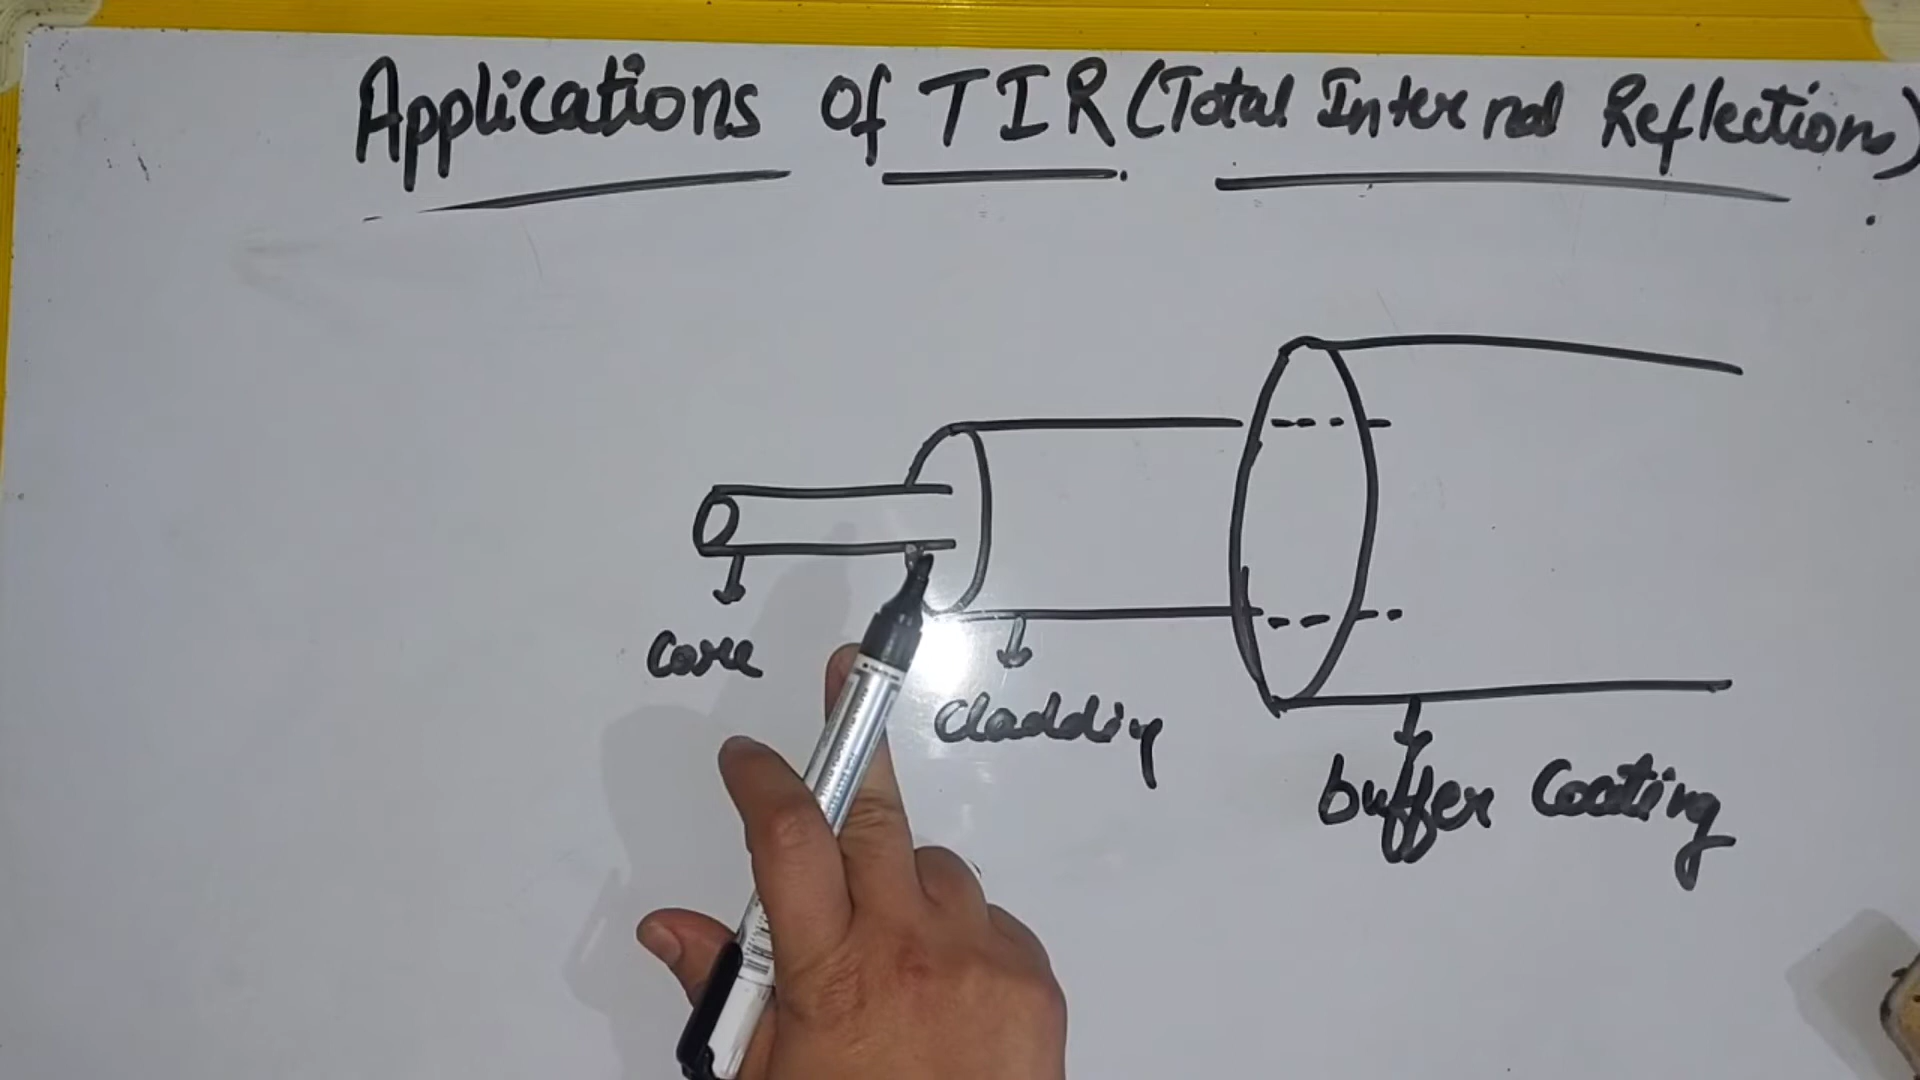 Applications Of TIR (Total Internal Reflection)
Core
Cladding
buffer Coating